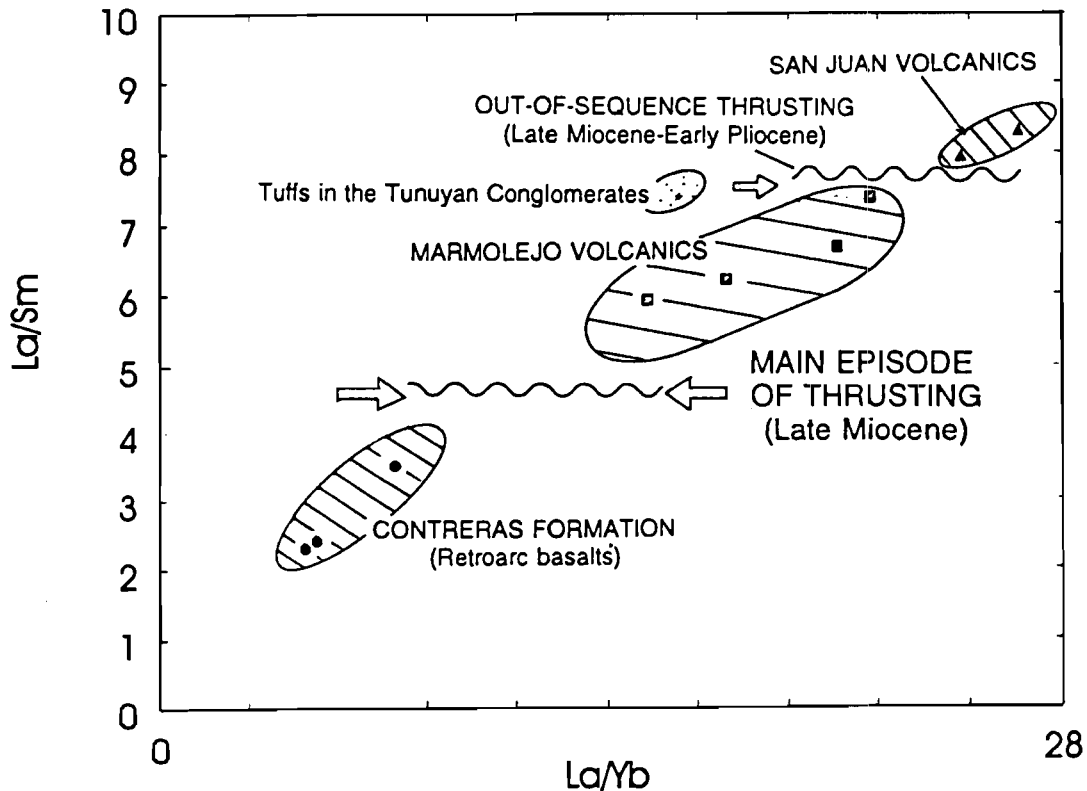 10
9
8
7
6
5
4
3
2
1
0
La/Sm
SAN JUAN VOLCANICS
OUT-OF-SEQUENCE THRUSTING
(Late Miocene-Early Pliocene)
Tuffs in the Tunuyan Conglomerates
MARMOLEJO VOLCANICS
MAIN EPISODE
OF THRUSTING
(Late Miocene)
CONTRERAS FORMATION
(Retroarc basalts)
0
28
La/Yb